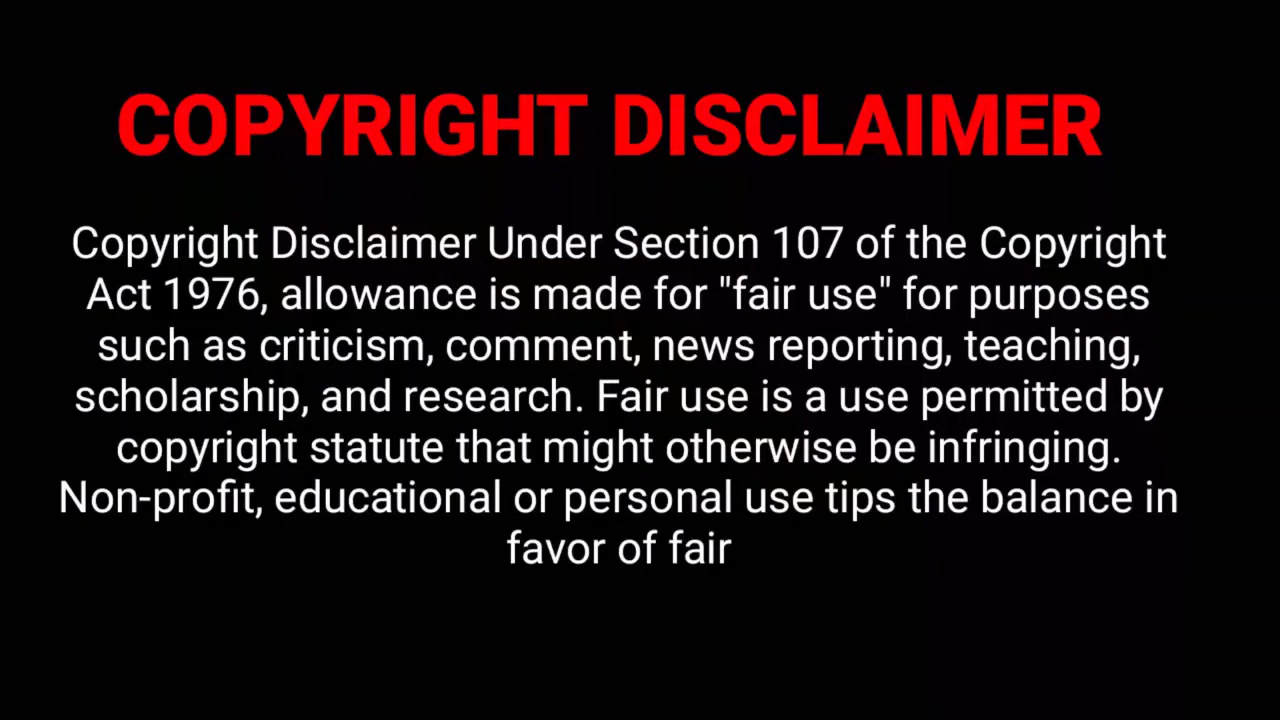 COPYRIGHT DISCLAIMER
Copyright Disclaimer Under Section 107 of the Copyright
Act 1976, allowance is made for "fair use" for purposes
such as criticism, comment, news reporting, teaching,
scholarship, and research. Fair use is a use permitted by
copyright statute that might otherwise be infringing.
Non-profit, educational or personal use tips the balance in
favor of fair